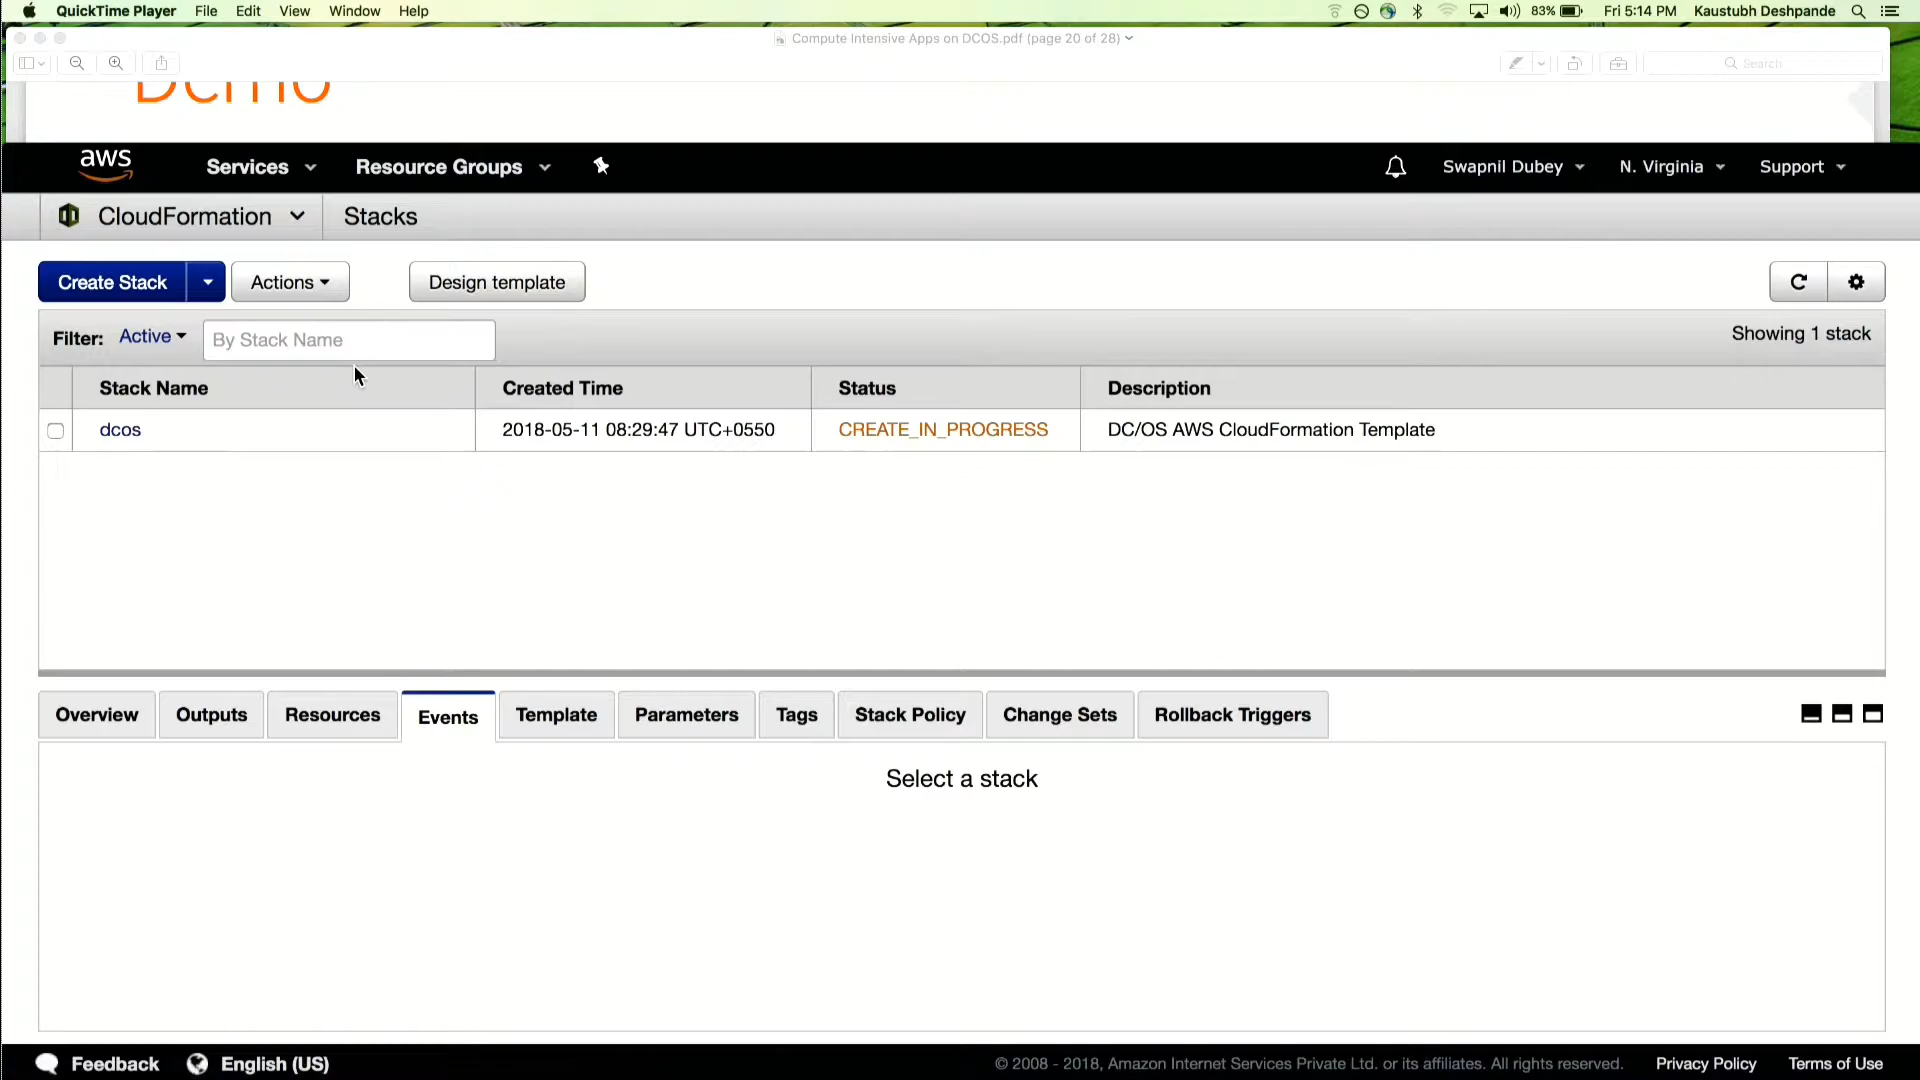 QuickTime Player File Edit View Window Help 83% Fri 5:14 PM Kaustubh Deshpande
Compute Intensive Apps on DCOS.pdf (page 20 of 28)
Search
Demo
aws Services Resource Groups Swapnil Dubey N. Virginia Support
CloudFormation Stacks
Create Stack Actions Design template
Filter: Active By Stack Name Showing 1 stack
Stack Name Created Time Status Description
dcos 2018-05-11 08:29:47 UTC+0550 CREATE_IN_PROGRESS DC/OS AWS CloudFormation Template
Overview Outputs Resources Events Template Parameters Tags Stack Policy Change Sets Rollback Triggers
Select a stack
Feedback English (US) © 2008 - 2018, Amazon Internet Services Private Ltd. or its affiliates. All rights reserved. Privacy Policy Terms of Use